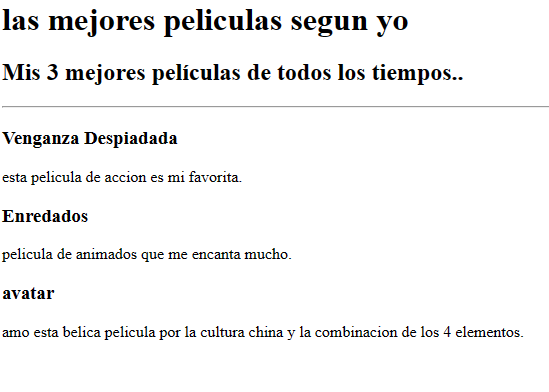 las mejores peliculas segun yo
Mis 3 mejores películas de todos los tiempos..
Venganza Despiadada
esta pelicula de accion es mi favorita.
Enredados
pelicula de animados que me encanta mucho.
avatar
amo esta belica pelicula por la cultura china y la combinacion de los 4 elementos.